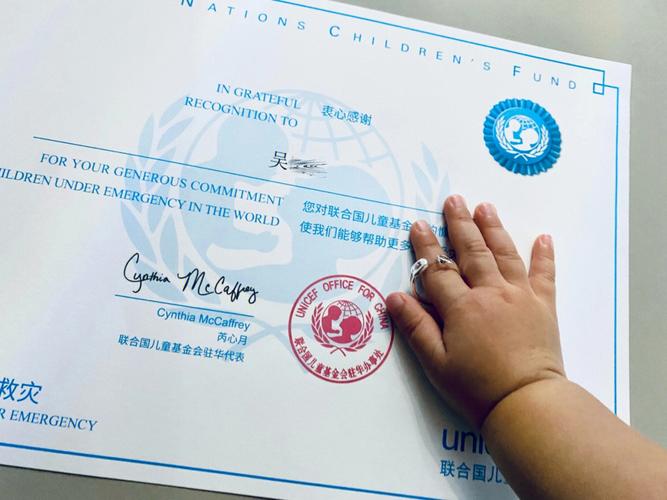 NATIONS CHILDREN'S FUND
IN GRATEFUL
RECOGNITION TO
衷心感谢
吴
FOR YOUR GENEROUS COMMITMENT
CHILDREN UNDER EMERGENCY IN THE WORLD
您对联合国儿童基金
使我们能够帮助更多
Cynthia McCaffrey
Cynthia McCaffrey
芮心月
联合国儿童基金会驻华代表
UNICEF OFFICE FOR CHINA
联合国儿童基金会驻华办事处
救灾
EMERGENCY
联合国儿